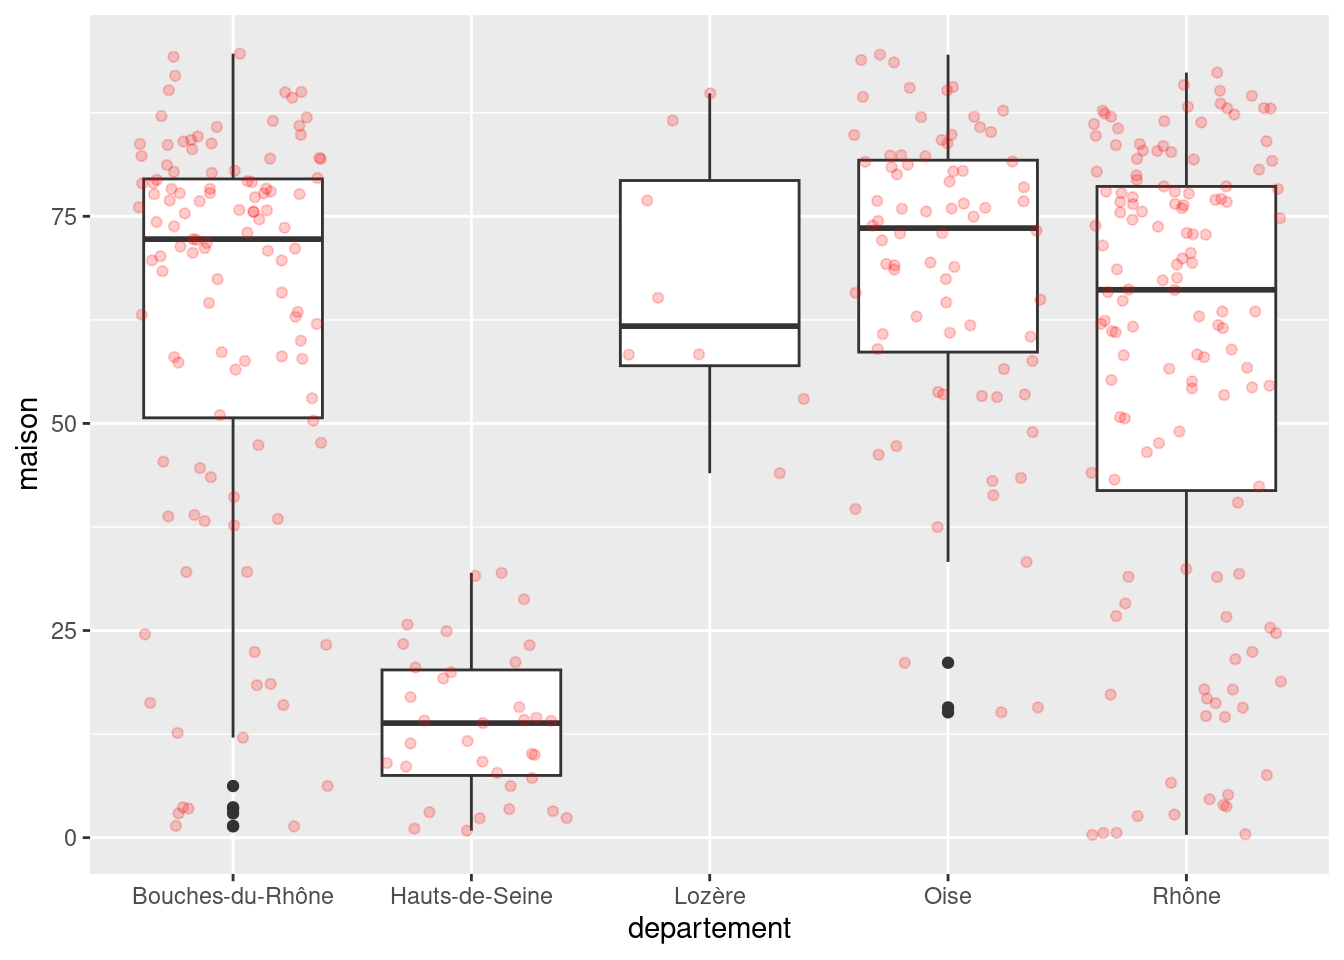 maison
75
50
25
0
Bouches-du-Rhône
Hauts-de-Seine
Lozère
Oise
Rhône
departement